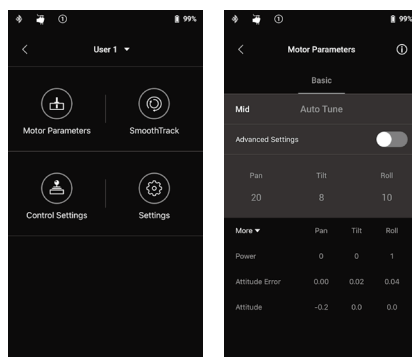 ① 99%
User 1 ▼
Motor Parameters SmoothTrack
Control Settings Settings
① 99%
Motor Parameters
Basic
Mid Auto Tune
Advanced Settings
Pan Tilt Roll
20 8 10
More ▼ Pan Tilt Roll
Power 0 0 1
Attitude Error 0.00 0.02 0.04
Attitude -0.2 0.0 0.0